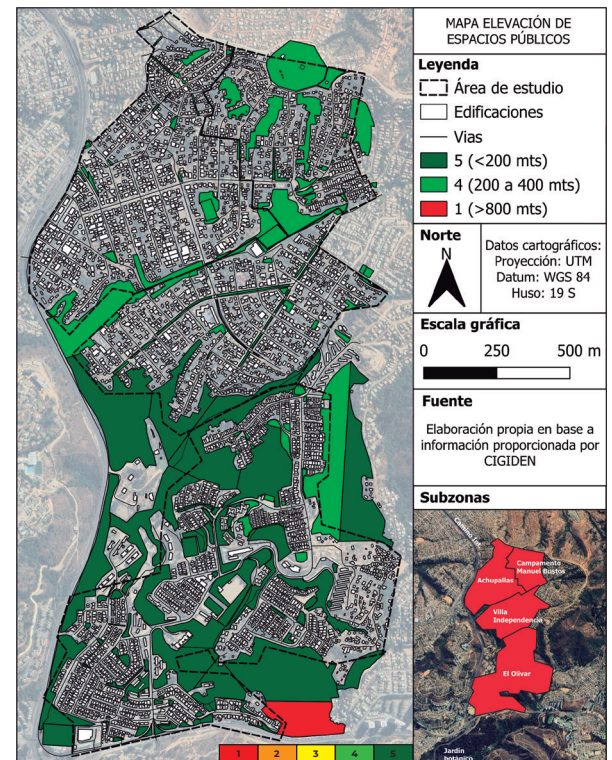 MAPA ELEVACIÓN DE
ESPACIOS PÚBLICOS
Leyenda
Área de estudio
Edificaciones
Vias
5 (<200 mts)
4 (200 a 400 mts)
1 (>800 mts)
Norte
N
Datos cartográficos:
Proyección: UTM
Datum: WGS 84
Huso: 19 S
Escala gráfica
0 250 500 m
Fuente
Elaboración propia en base a
información proporcionada por
CIGIDEN
Subzonas
Campamento
Manuel Bustos
Achupallas
Villa
Independencia
El Olivar
Jardín
botánico
1 2 3 4 5